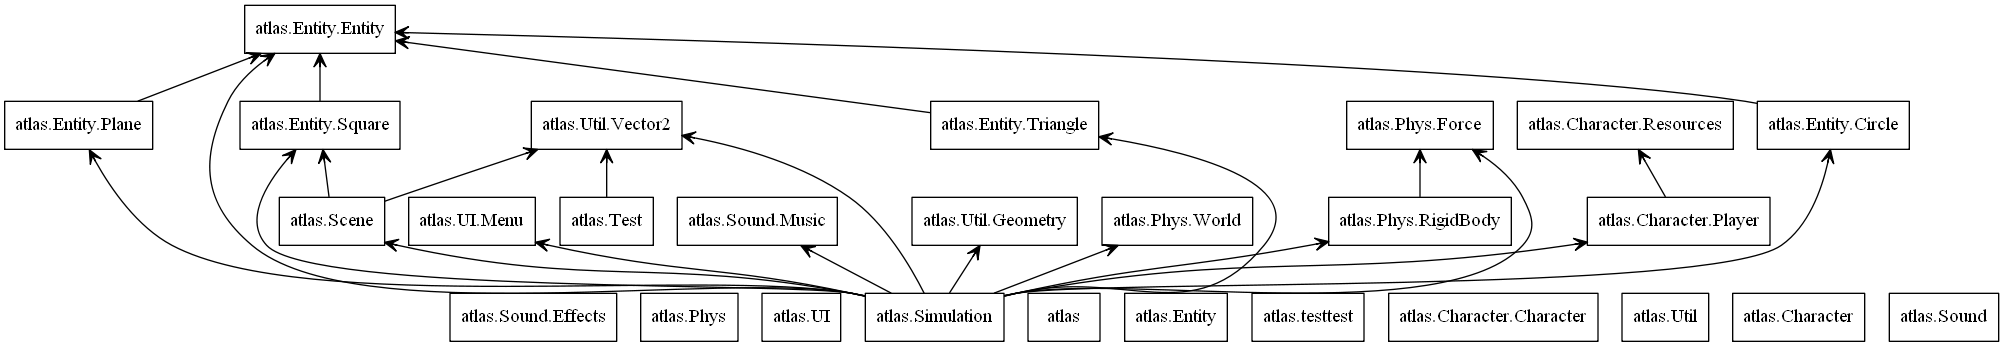 atlas.Entity.Entity
atlas.Entity.Plane
atlas.Entity.Square
atlas.Util.Vector2
atlas.Entity.Triangle
atlas.Phys.Force
atlas.Character.Resources
atlas.Entity.Circle
atlas.Scene
atlas.UI.Menu
atlas.Test
atlas.Sound.Music
atlas.Util.Geometry
atlas.Phys.World
atlas.Phys.RigidBody
atlas.Character.Player
atlas.Sound.Effects
atlas.Phys
atlas.UI
atlas.Simulation
atlas
atlas.Entity
atlas.testtest
atlas.Character.Character
atlas.Util
atlas.Character
atlas.Sound